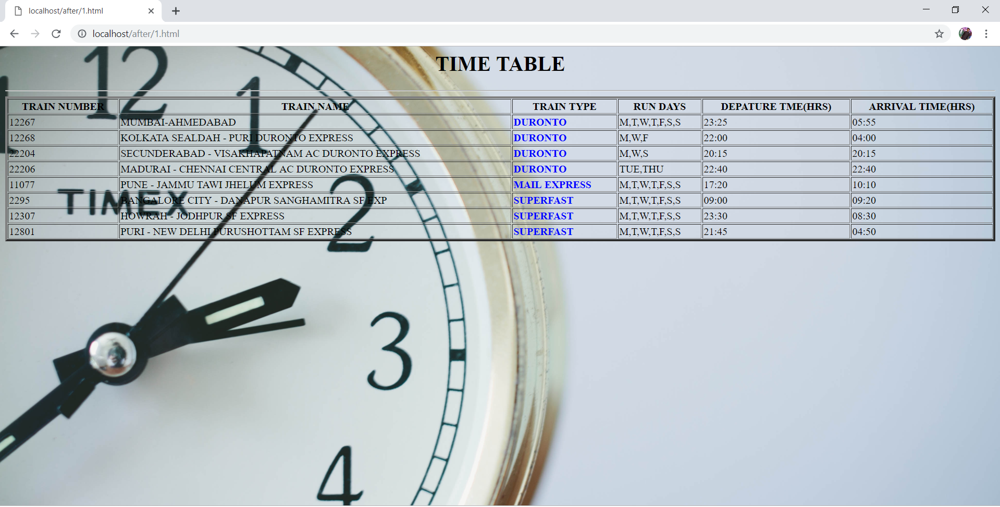 localhost/after/1.html
localhost/after/1.html
TIME TABLE
TRAIN NUMBER TRAIN NAME TRAIN TYPE RUN DAYS DEPATURE TME(HRS) ARRIVAL TIME(HRS)
12267 MUMBAI-AHMEDABAD DURONTO M,T,W,T,F,S,S 23:25 05:55
12268 KOLKATA SEALDAH - PURI DURONTO EXPRESS DURONTO M,W,F 22:00 04:00
22204 SECUNDERABAD - VISAKHAPATNAM AC DURONTO EXPRESS DURONTO M,W,S 20:15 20:15
22206 MADURAI - CHENNAI CENTRAL AC DURONTO EXPRESS DURONTO TUE,THU 22:40 22:40
11077 PUNE - JAMMU TAWI JHELUM EXPRESS MAIL EXPRESS M,T,W,T,F,S,S 17:20 10:10
2295 BANGALORE CITY - DANAPUR SANGHAMITRA SF EXP SUPERFAST M,T,W,T,F,S,S 09:00 09:20
12307 HOWRAH - JODHPUR SF EXPRESS SUPERFAST M,T,W,T,F,S,S 23:30 08:30
12801 PURI - NEW DELHI PURUSHOTTAM SF EXPRESS SUPERFAST M,T,W,T,F,S,S 21:45 04:50
12
1
TIMEX
2
3
4